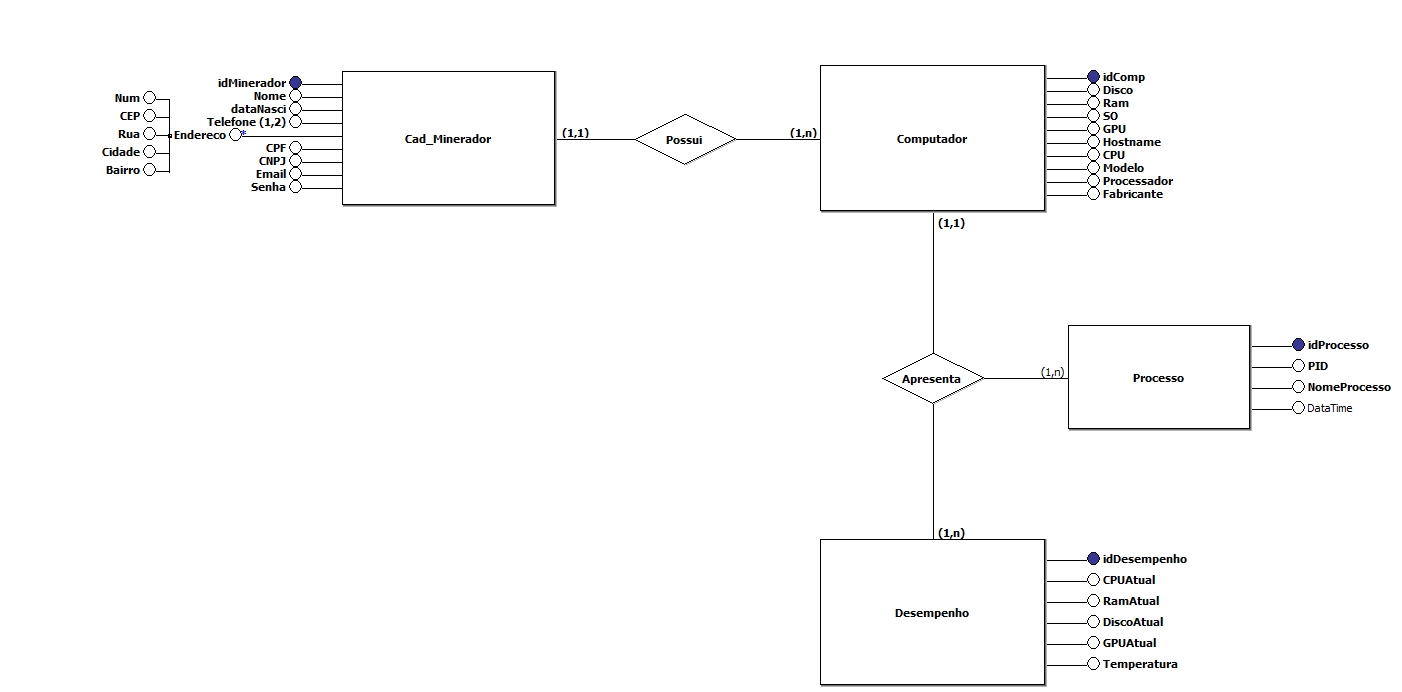 Num
CEP
Rua
Cidade
Bairro
Endereco *
idMinerador
Nome
dataNasci
Telefone (1,2)
CPF
CNPJ
Email
Senha
Cad_Minerador
(1,1)
Possui
(1,n)
Computador
idComp
Disco
Ram
SO
GPU
Hostname
CPU
Modelo
Processador
Fabricante
(1,1)
Apresenta
(1,n)
Processo
idProcesso
PID
NomeProcesso
DataTime
(1,n)
Desempenho
idDesempenho
CPUAtual
RamAtual
DiscoAtual
GPUAtual
Temperatura